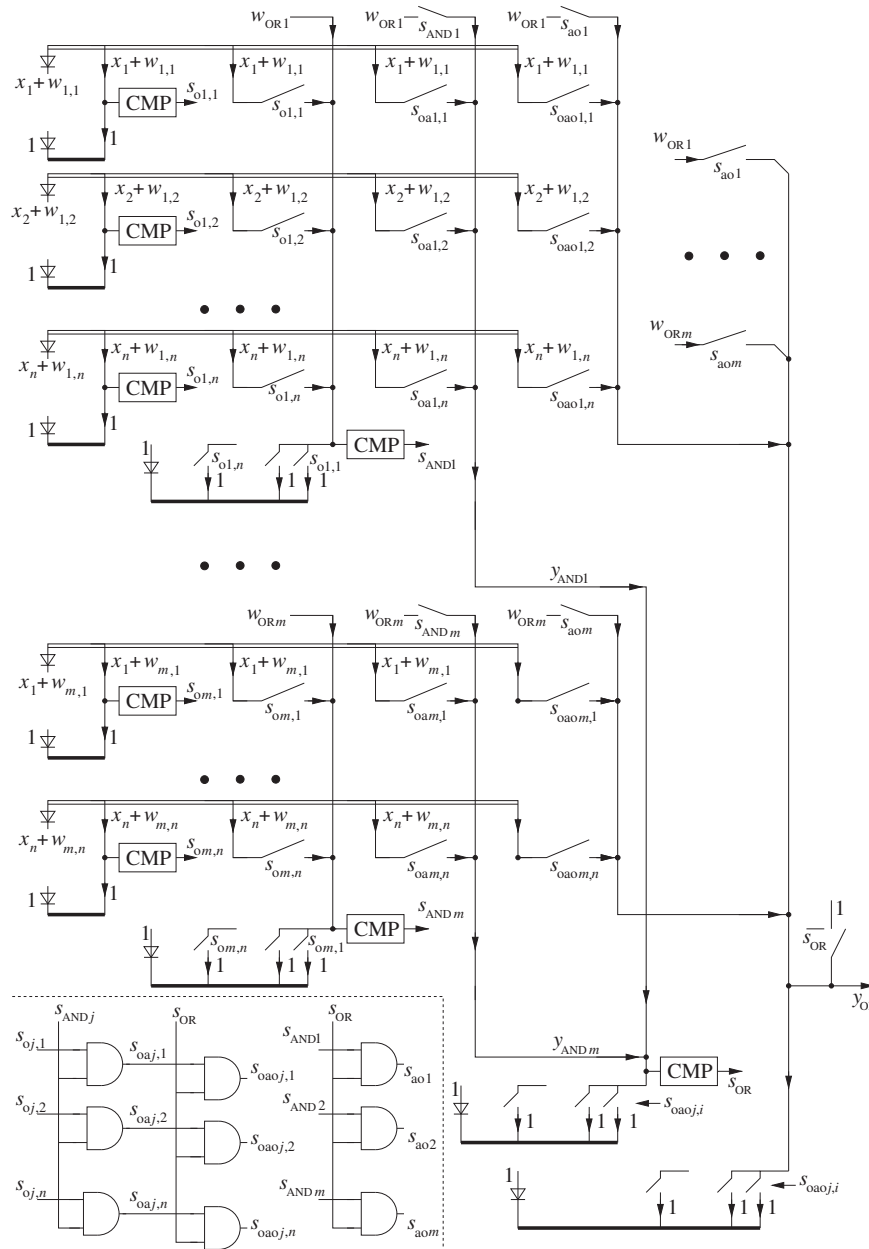 w_OR1 w_OR1 s_AND1 w_OR1 s_ao1
x_1+w_1,1 x_1+w_1,1 x_1+w_1,1 x_1+w_1,1 x_1+w_1,1
CMP s_o1,1 s_o1,1 s_oa1,1 s_oao1,1
1 1
w_OR1 s_ao1
x_2+w_1,2 x_2+w_1,2 x_2+w_1,2 x_2+w_1,2 x_2+w_1,2
CMP s_o1,2 s_o1,2 s_oa1,2 s_oao1,2
1 1
w_ORm s_aom
x_n+w_1,n x_n+w_1,n x_n+w_1,n x_n+w_1,n x_n+w_1,n
CMP s_o1,n s_o1,n s_oa1,n s_oao1,n
1 1
1 s_o1,n s_o1,1 CMP s_AND1
1 1 1
y_AND1
w_ORm w_ORm s_ANDm w_ORm s_aom
x_1+w_m,1 x_1+w_m,1 x_1+w_m,1 x_1+w_m,1
CMP s_om,1 s_om,1 s_oam,1 s_oaom,1
1 1
x_n+w_m,n x_n+w_m,n x_n+w_m,n x_n+w_m,n
CMP s_om,n s_om,n s_oam,n s_oaom,n
1 1
1 s_om,n s_om,1 CMP s_ANDm
1 1 1
s̅_OR 1
y_O
s_ANDj s_OR s_OR
s_oj,1 s_oaj,1 s_oaoj,1 s_AND1 s_ao1
s_oj,2 s_oaj,2 s_oaoj,2 s_AND2 s_ao2
s_oj,n s_oaj,n s_oaoj,n s_ANDm s_aom
y_ANDm
CMP s_OR
1 1 1 1 s_oaoj,i
1 1 1 1 s_oaoj,i